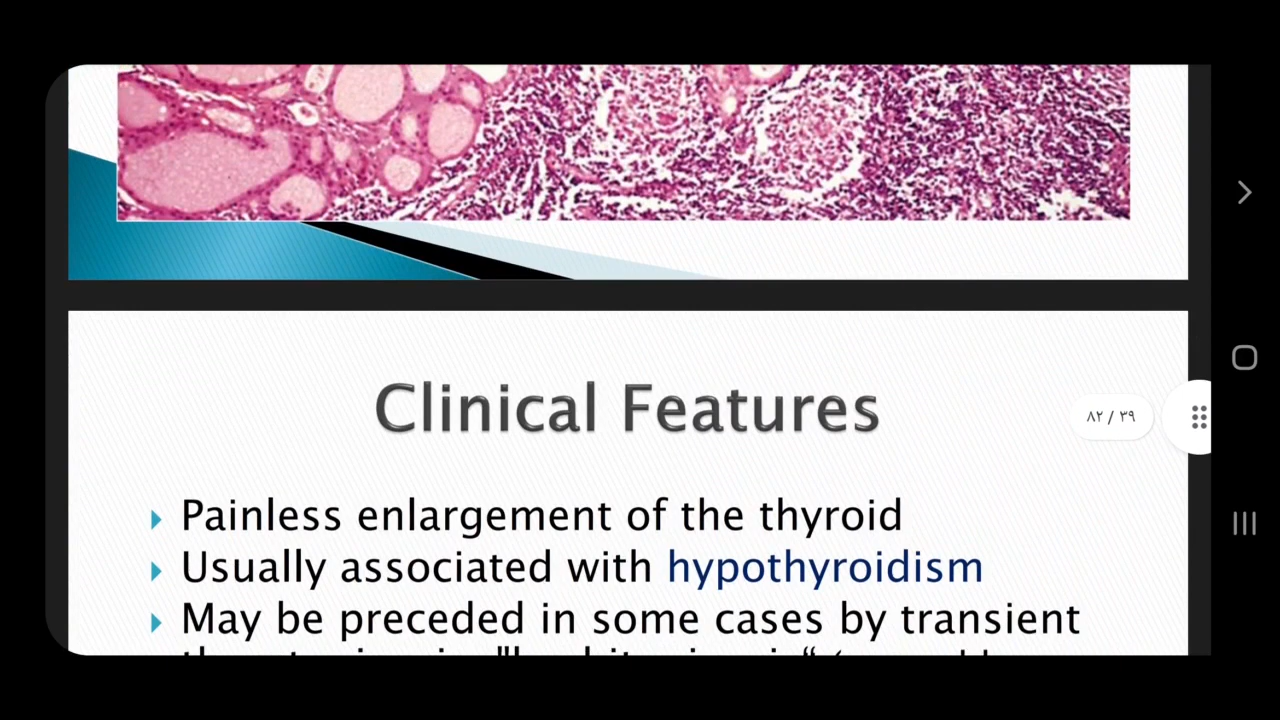 Clinical Features
٨٢ / ٣٩
Painless enlargement of the thyroid
Usually associated with hypothyroidism
May be preceded in some cases by transient